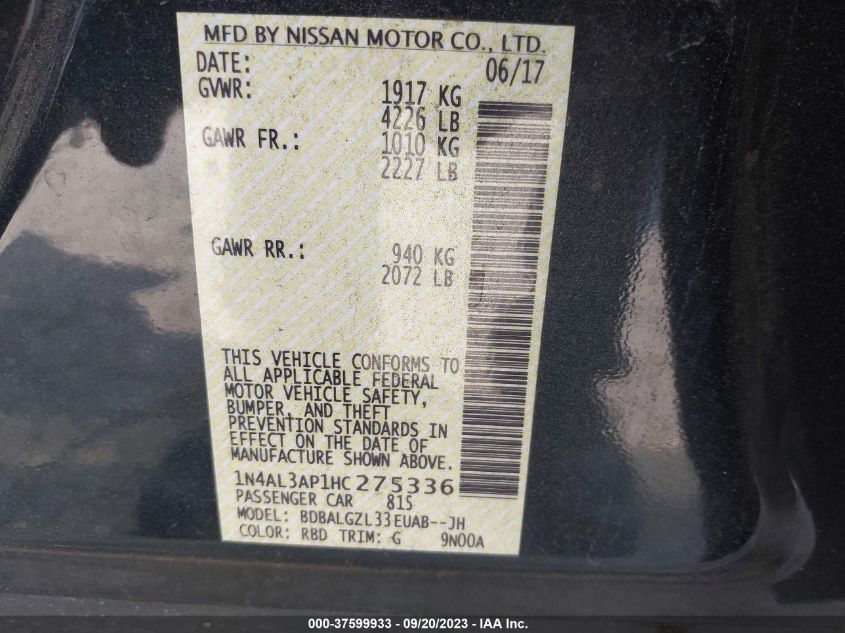 MFD BY NISSAN MOTOR CO., LTD.
DATE: 06/17
GVWR: 1917 KG
4226 LB
GAWR FR.: 1010 KG
2227 LB
GAWR RR.: 940 KG
2072 LB
THIS VEHICLE CONFORMS TO
ALL APPLICABLE FEDERAL
MOTOR VEHICLE SAFETY,
BUMPER, AND THEFT
PREVENTION STANDARDS IN
EFFECT ON THE DATE OF
MANUFACTURE SHOWN ABOVE.
1N4AL3AP1HC275336
PASSENGER CAR 815
MODEL: BDBALGZL33EUAB--JH
COLOR: RBD TRIM: G 9N00A
000-37599933 - 09/20/2023 - IAA Inc.